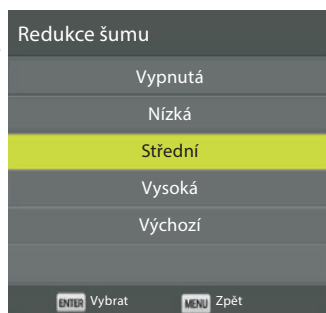 Redukce šumu
Vypnutá
Nízká
Střední
Vysoká
Výchozí
ENTER Vybrat MENU Zpět